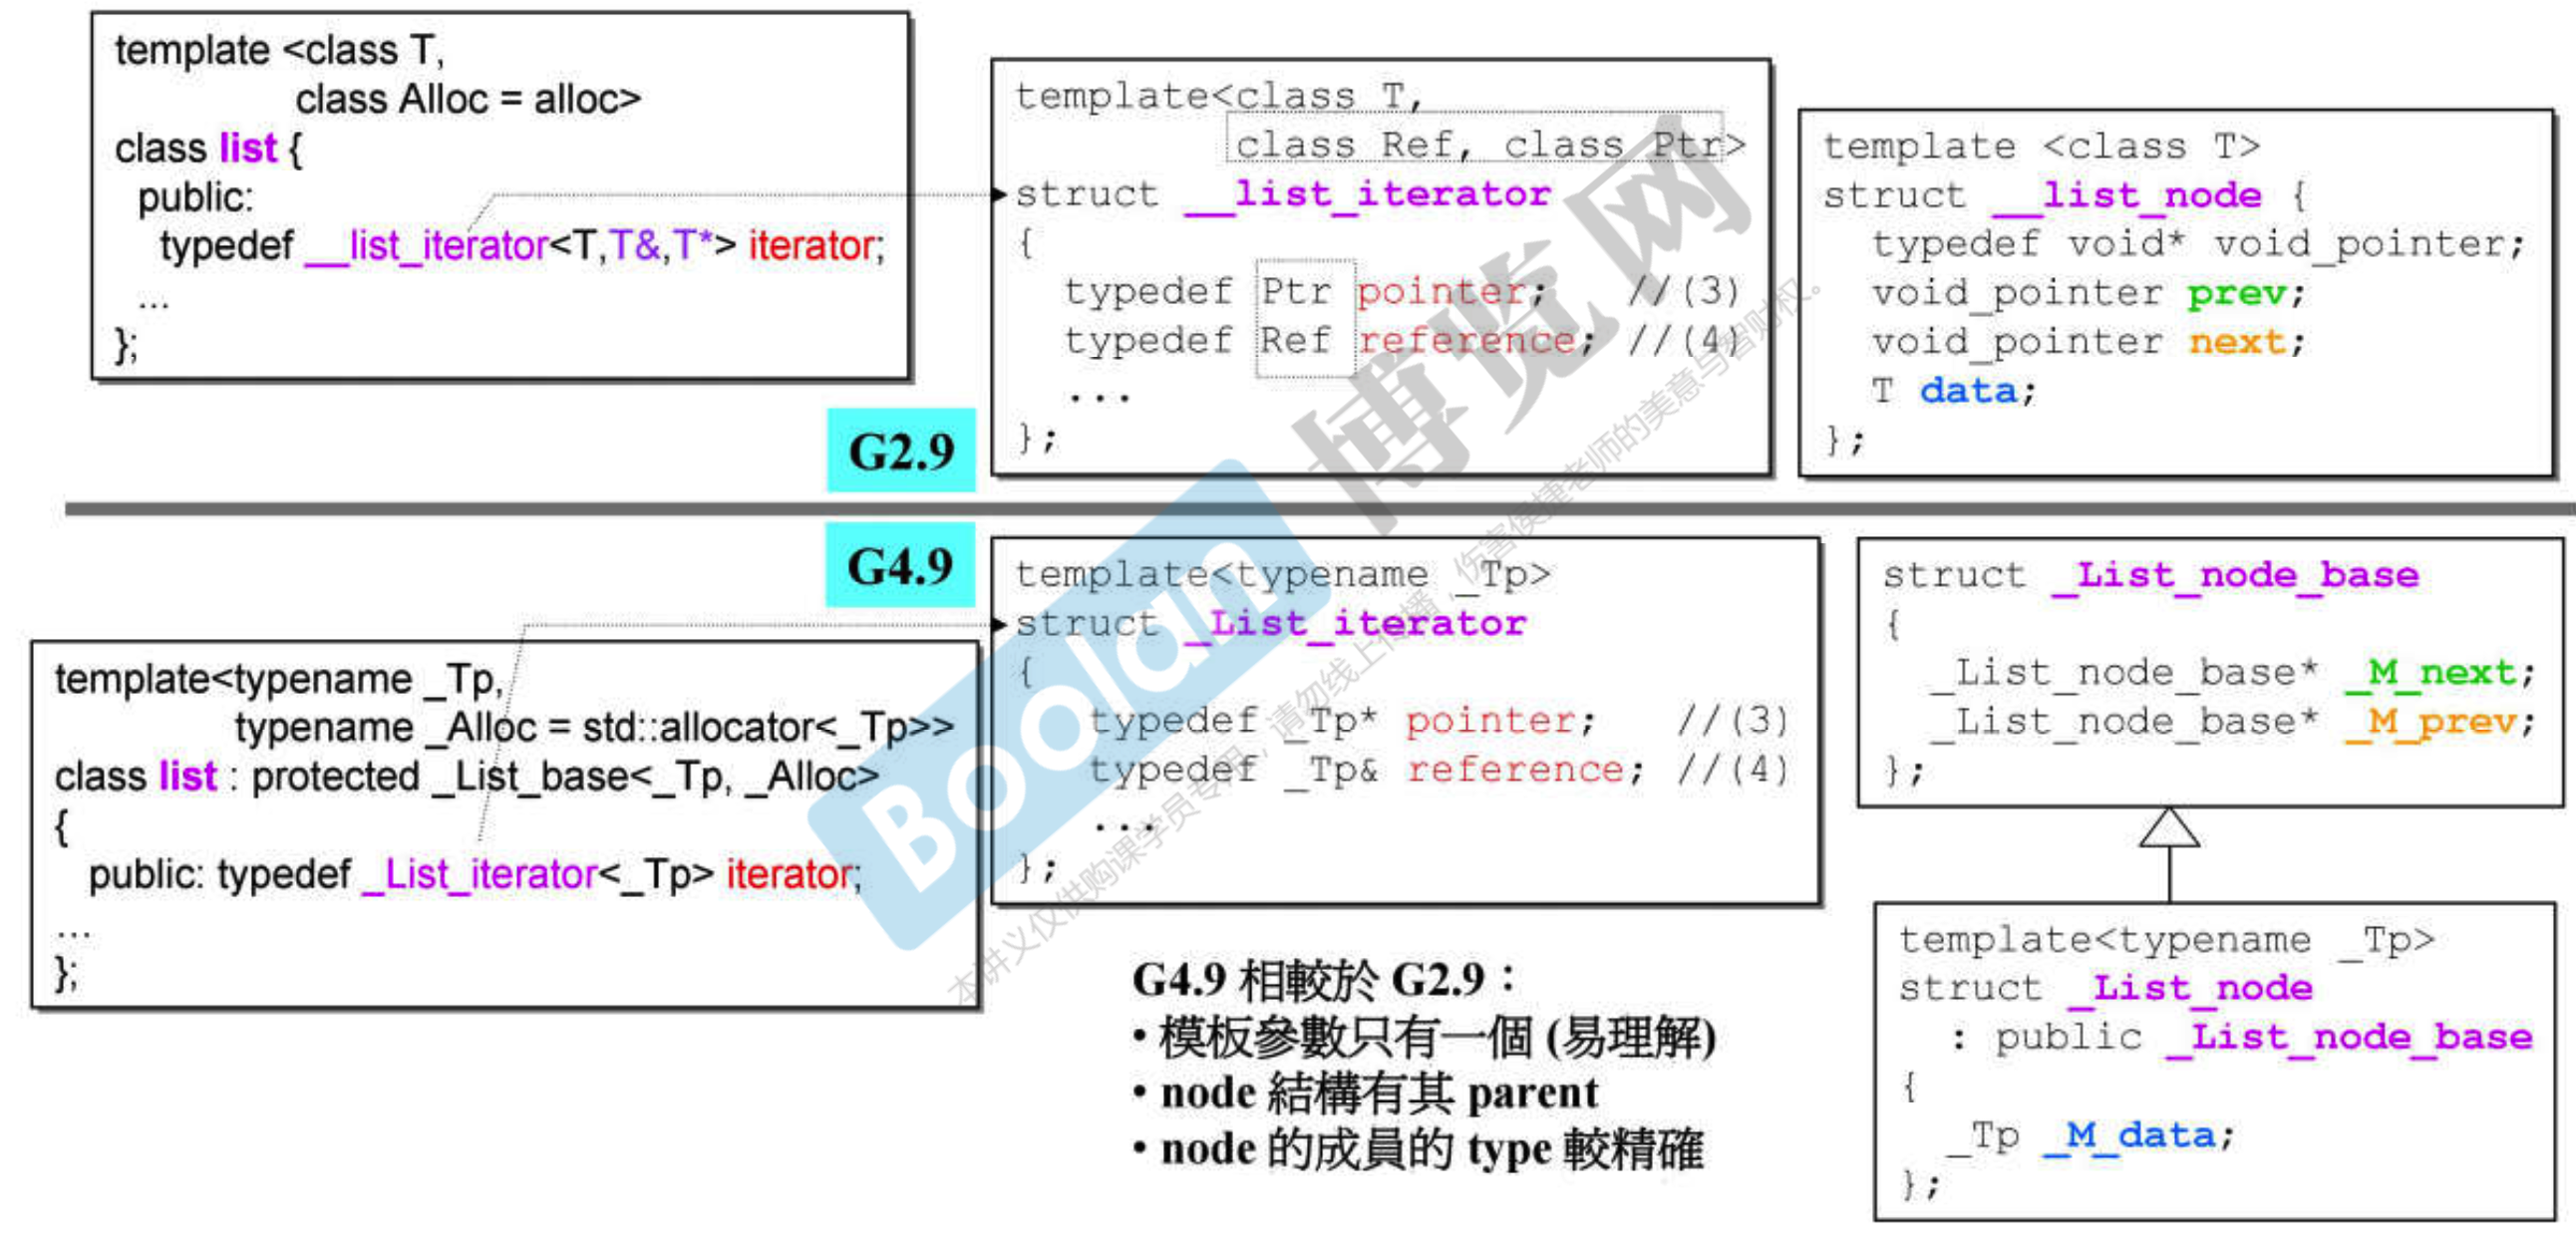 template <class T,
class Alloc = alloc>
class list {
public:
typedef __list_iterator<T,T&,T*> iterator;
...
};
template<class T,
class Ref, class Ptr>
struct __list_iterator
{
typedef Ptr pointer; //(3)
typedef Ref reference; //(4)
...
};
template <class T>
struct __list_node {
typedef void* void_pointer;
void_pointer prev;
void_pointer next;
T data;
};
G2.9
G4.9
template<typename _Tp,
typename _Alloc = std::allocator<_Tp>>
class list : protected _List_base<_Tp, _Alloc>
{
public: typedef _List_iterator<_Tp> iterator;
...
};
template<typename _Tp>
struct _List_iterator
{
typedef _Tp* pointer; //(3)
typedef _Tp& reference; //(4)
...
};
struct _List_node_base
{
_List_node_base* _M_next;
_List_node_base* _M_prev;
};
template<typename _Tp>
struct _List_node
: public _List_node_base
{
_Tp _M_data;
};
G4.9 相較於 G2.9：
• 模板參數只有一個 (易理解)
• node 結構有其 parent
• node 的成員的 type 較精確
Boolan 博览网
本讲义仅供购课学员专用，请勿线上传播，伤害侯捷老师的美意与智财权。